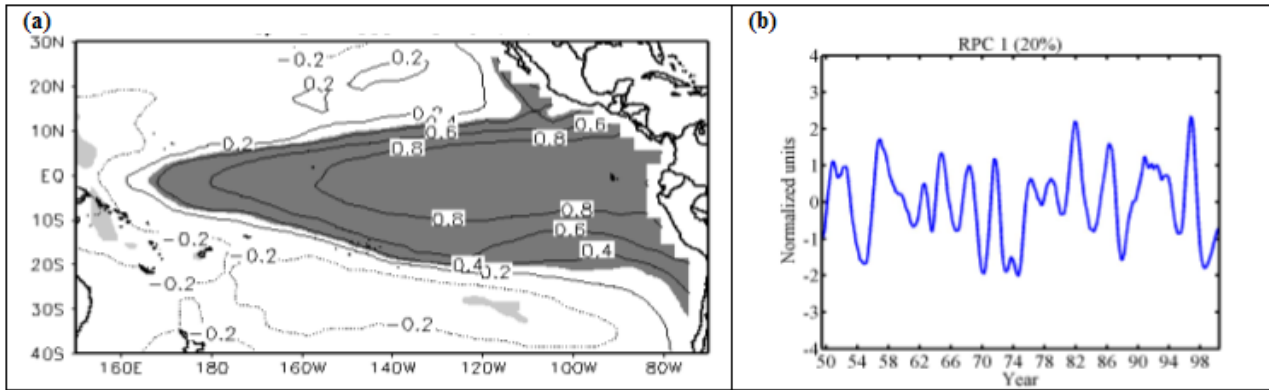 (a)
30N
20N
10N
EQ
10S
20S
30S
40S
160E 180 160W 140W 120W 100W 80W
-0.2 0.2
0.2
0.2 0.4
0.2 0.6 0.6
0.8 0.8
0.8 0.8
0.6
-0.2 0.4
-0.2 0.4 0.2
-0.2
-0.2 -0.2
(b)
RPC 1 (20%)
Normalized units
4
3
2
1
0
-1
-2
-3
-4
50 54 58 62 66 70 74 78 82 86 90 94 98
Year